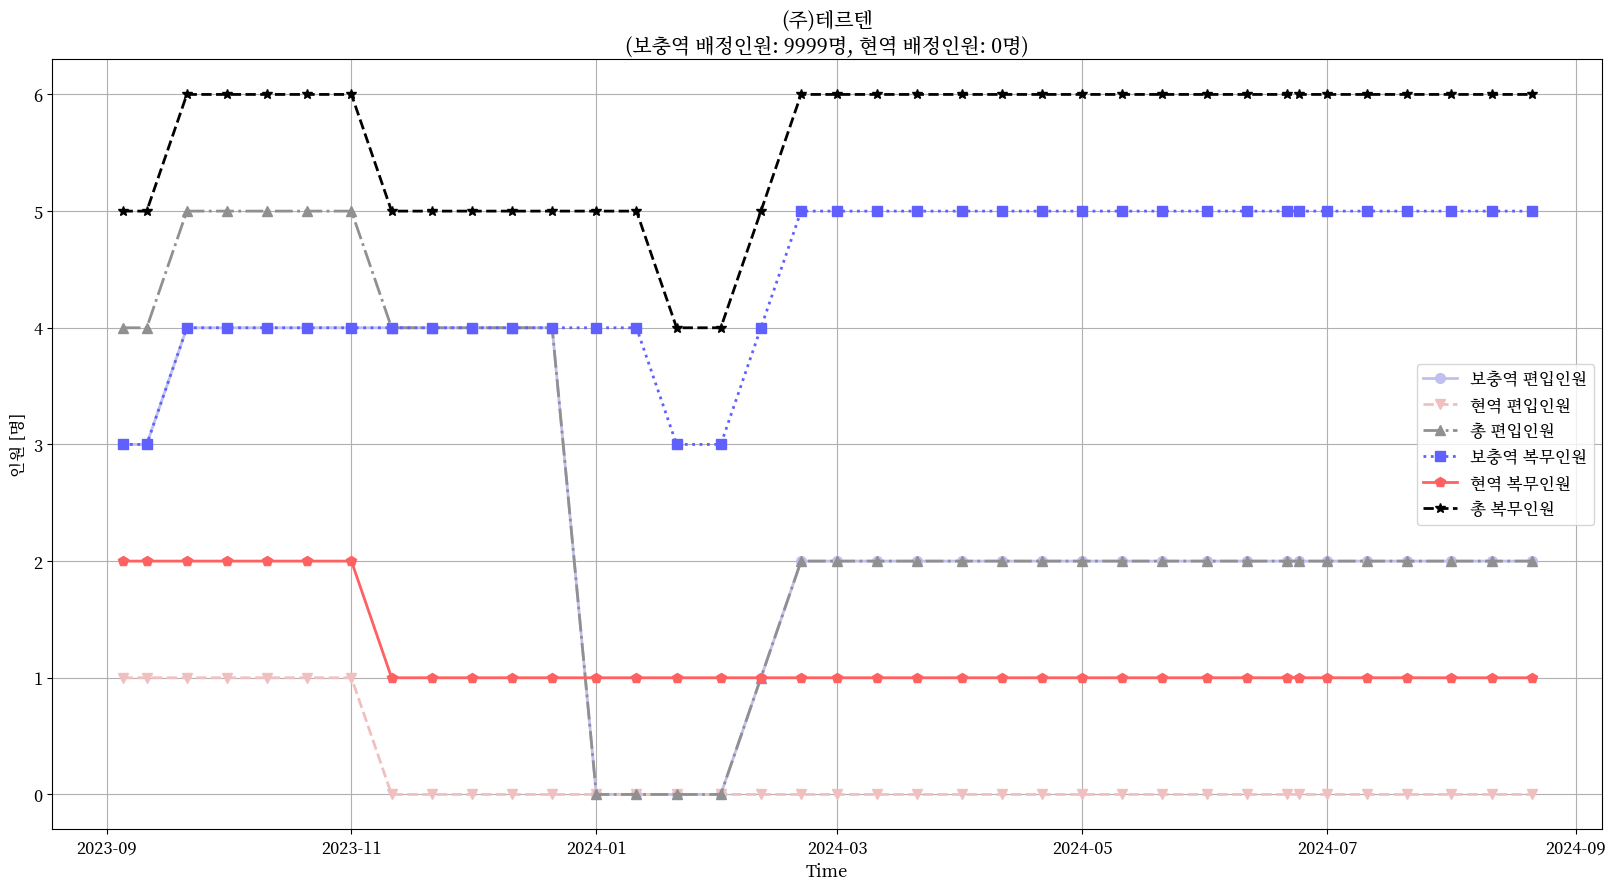 (주)테르텐
(보충역 배정인원: 9999명, 현역 배정인원: 0명)
6
5
4
3
2
1
0
인원 [명]
보충역 편입인원
현역 편입인원
총 편입인원
보충역 복무인원
현역 복무인원
총 복무인원
2023-09
2023-11
2024-01
2024-03
2024-05
2024-07
2024-09
Time